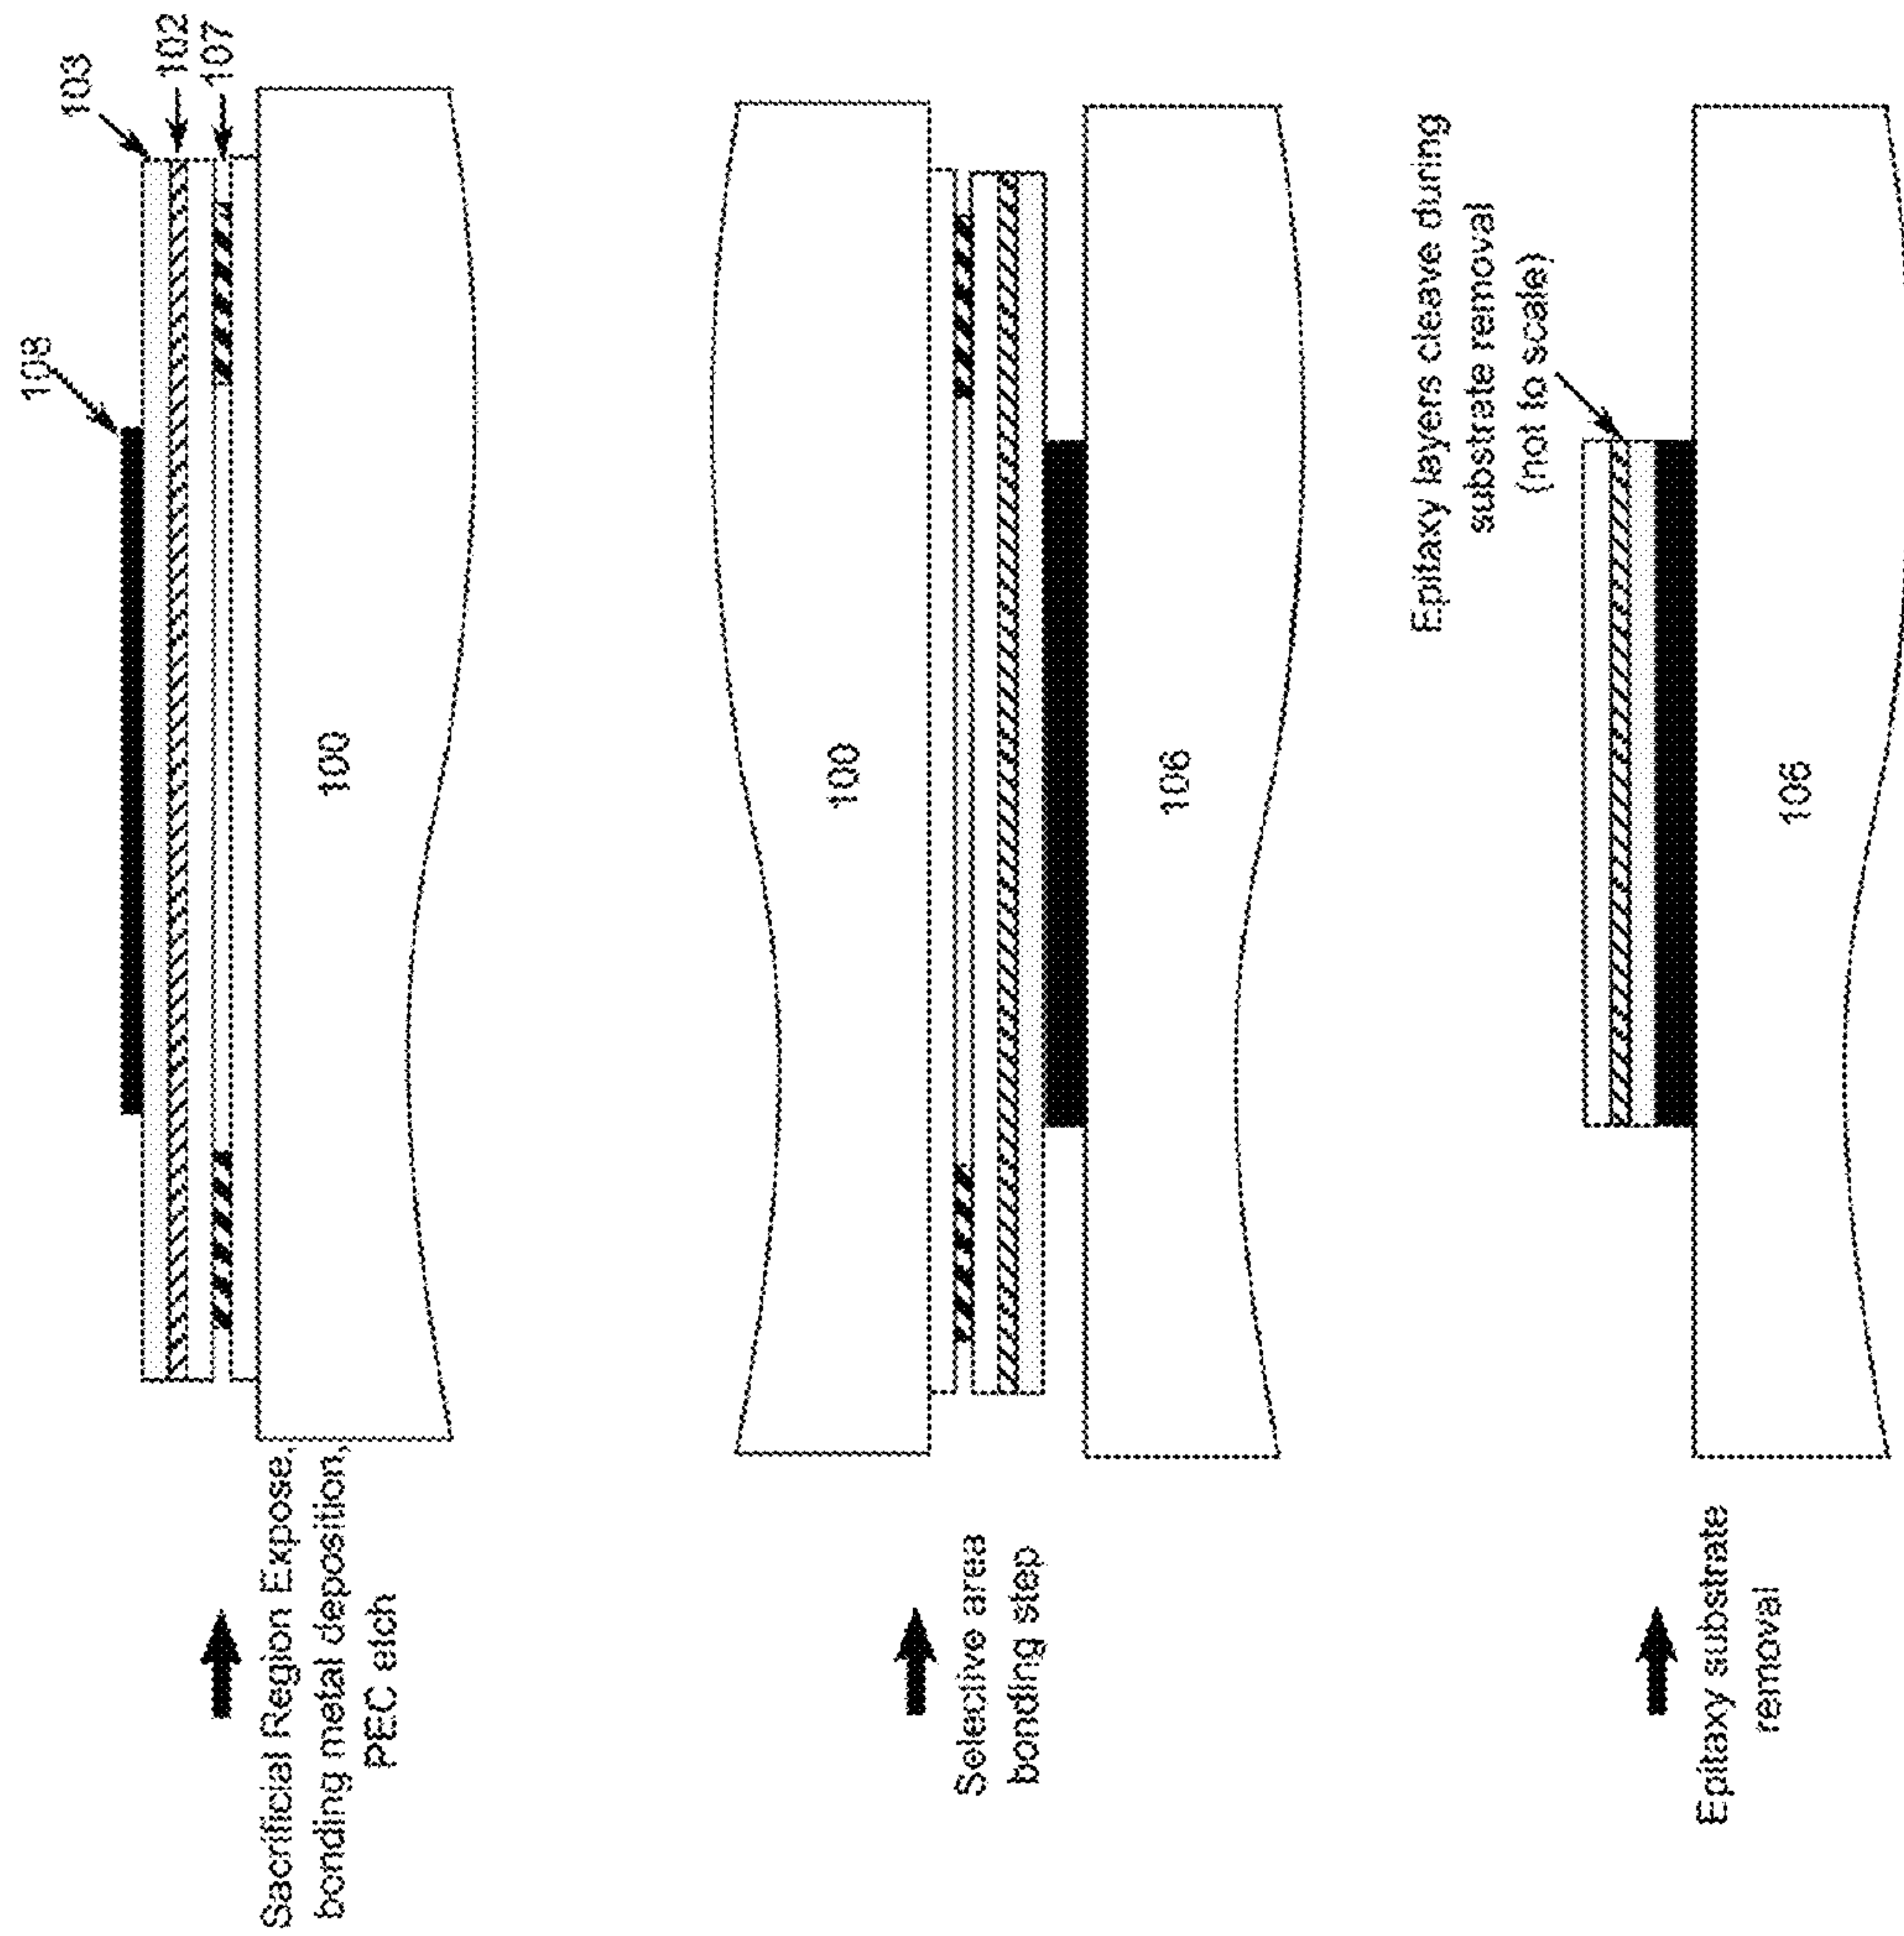 108
103
102
107
100
Sacrificial Region Expose,
bonding metal deposition,
PEC etch
100
106
Selective area
bonding step
Epitaxy layers cleave during
substrate removal
(not to scale)
106
Epitaxy substrate
removal